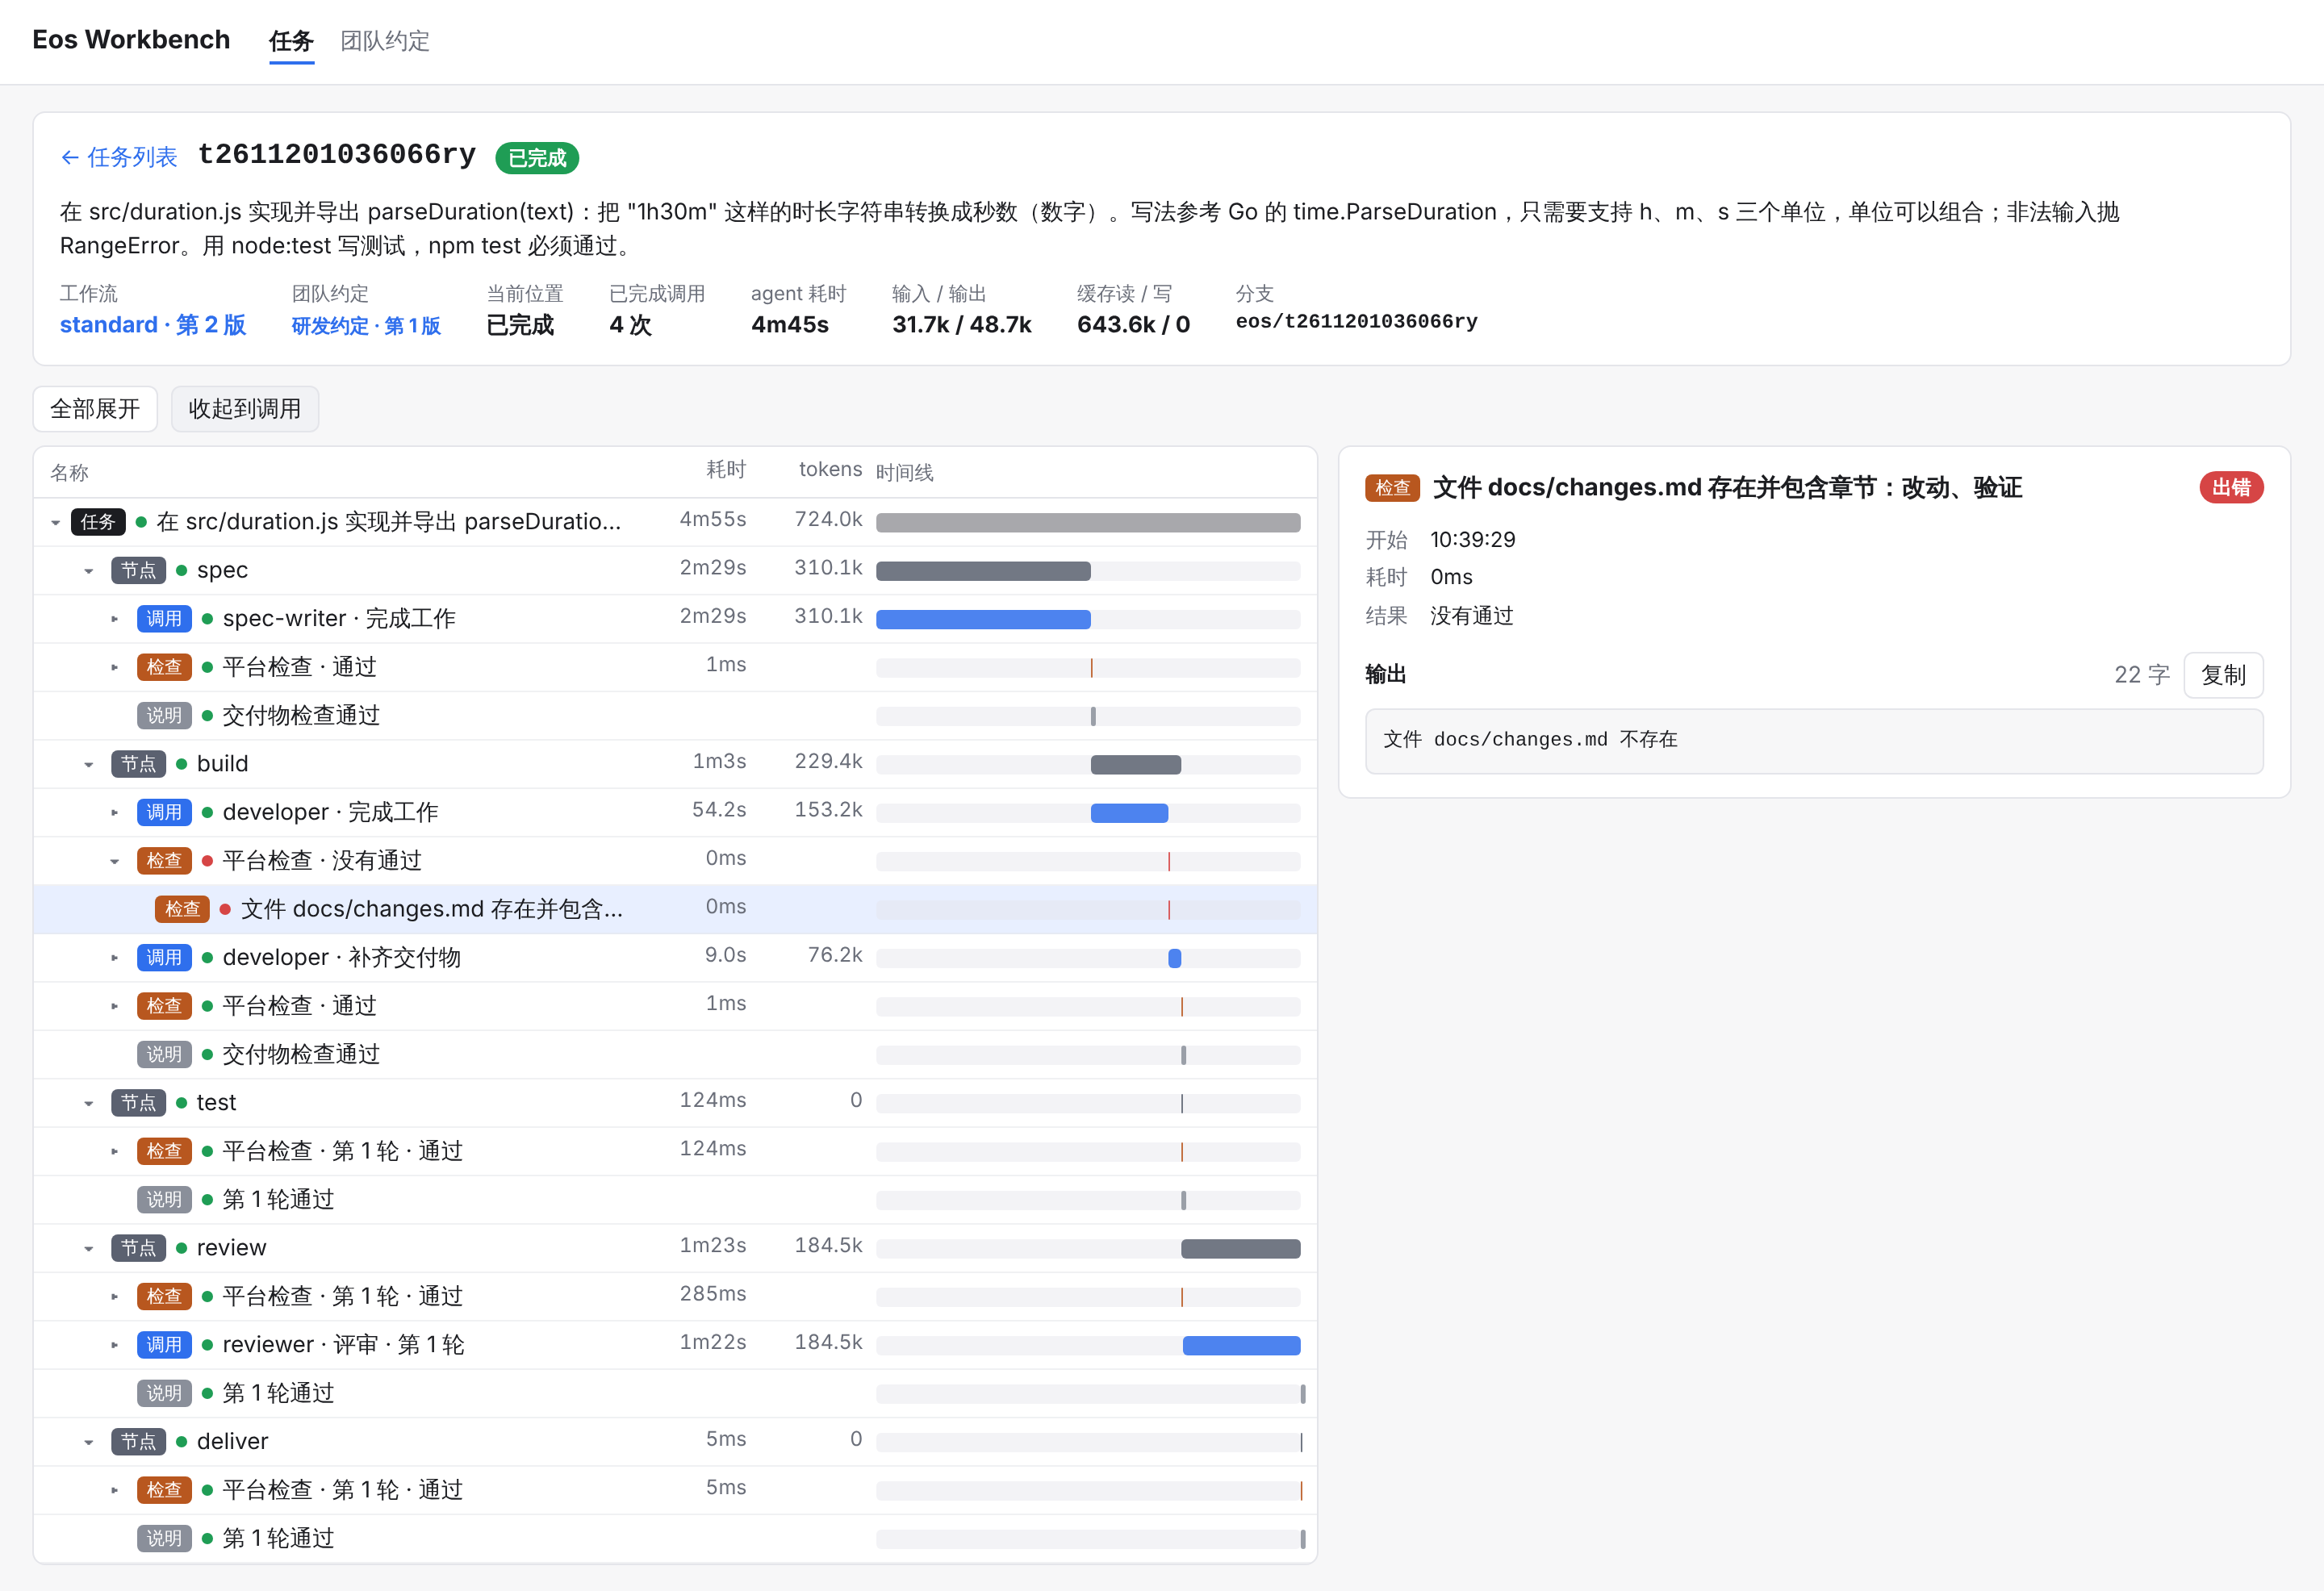 Eos Workbench 任务 团队约定
← 任务列表 t2611201036066ry 已完成
在 src/duration.js 实现并导出 parseDuration(text)：把 "1h30m" 这样的时长字符串转换成秒数（数字）。写法参考 Go 的 time.ParseDuration，只需要支持 h、m、s 三个单位，单位可以组合；非法输入抛
RangeError。用 node:test 写测试，npm test 必须通过。
工作流 团队约定 当前位置 已完成调用 agent 耗时 输入 / 输出 缓存读 / 写 分支
standard · 第 2 版 研发约定 · 第 1 版 已完成 4 次 4m45s 31.7k / 48.7k 643.6k / 0 eos/t2611201036066ry
全部展开 收起到调用
名称 耗时 tokens 时间线
任务 在 src/duration.js 实现并导出 parseDuratio... 4m55s 724.0k
节点 spec 2m29s 310.1k
调用 spec-writer · 完成工作 2m29s 310.1k
检查 平台检查 · 通过 1ms
说明 交付物检查通过
节点 build 1m3s 229.4k
调用 developer · 完成工作 54.2s 153.2k
检查 平台检查 · 没有通过 0ms
检查 文件 docs/changes.md 存在并包含... 0ms
调用 developer · 补齐交付物 9.0s 76.2k
检查 平台检查 · 通过 1ms
说明 交付物检查通过
节点 test 124ms 0
检查 平台检查 · 第 1 轮 · 通过 124ms
说明 第 1 轮通过
节点 review 1m23s 184.5k
检查 平台检查 · 第 1 轮 · 通过 285ms
调用 reviewer · 评审 · 第 1 轮 1m22s 184.5k
说明 第 1 轮通过
节点 deliver 5ms 0
检查 平台检查 · 第 1 轮 · 通过 5ms
说明 第 1 轮通过
检查 文件 docs/changes.md 存在并包含章节：改动、验证 出错
开始 10:39:29
耗时 0ms
结果 没有通过
输出 22 字 复制
文件 docs/changes.md 不存在